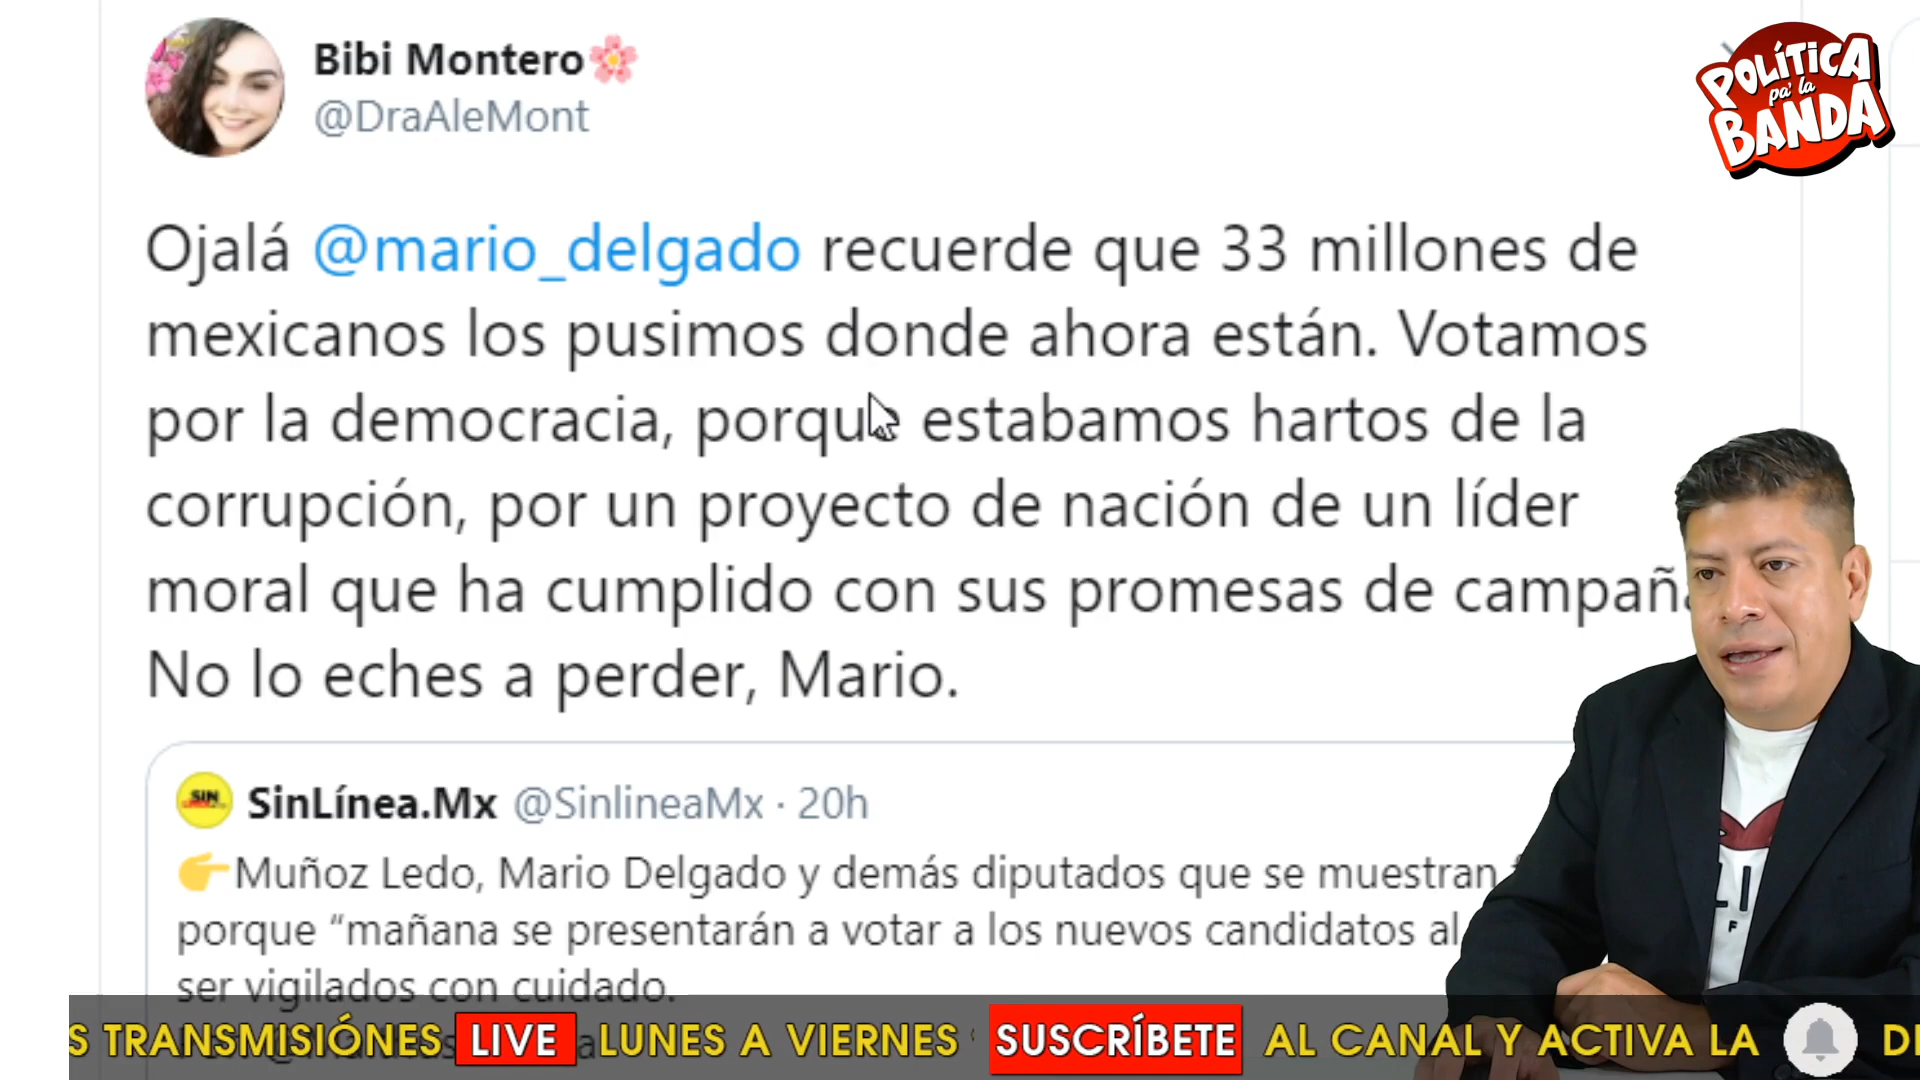 Bibi Montero🌸
@DraAleMont
POLÍTICA
pa' la
BANDA
Ojalá @mario_delgado recuerde que 33 millones de
mexicanos los pusimos donde ahora están. Votamos
por la democracia, porque estabamos hartos de la
corrupción, por un proyecto de nación de un líder
moral que ha cumplido con sus promesas de campaña
No lo eches a perder, Mario.
SIN
SinLínea.Mx @SinlineaMx · 20h
👉Muñoz Ledo, Mario Delgado y demás diputados que se muestran
porque “mañana se presentarán a votar a los nuevos candidatos al
ser vigilados con cuidado.
S TRANSMISIÓNES LIVE LUNES A VIERNES SUSCRÍBETE AL CANAL Y ACTIVA LA